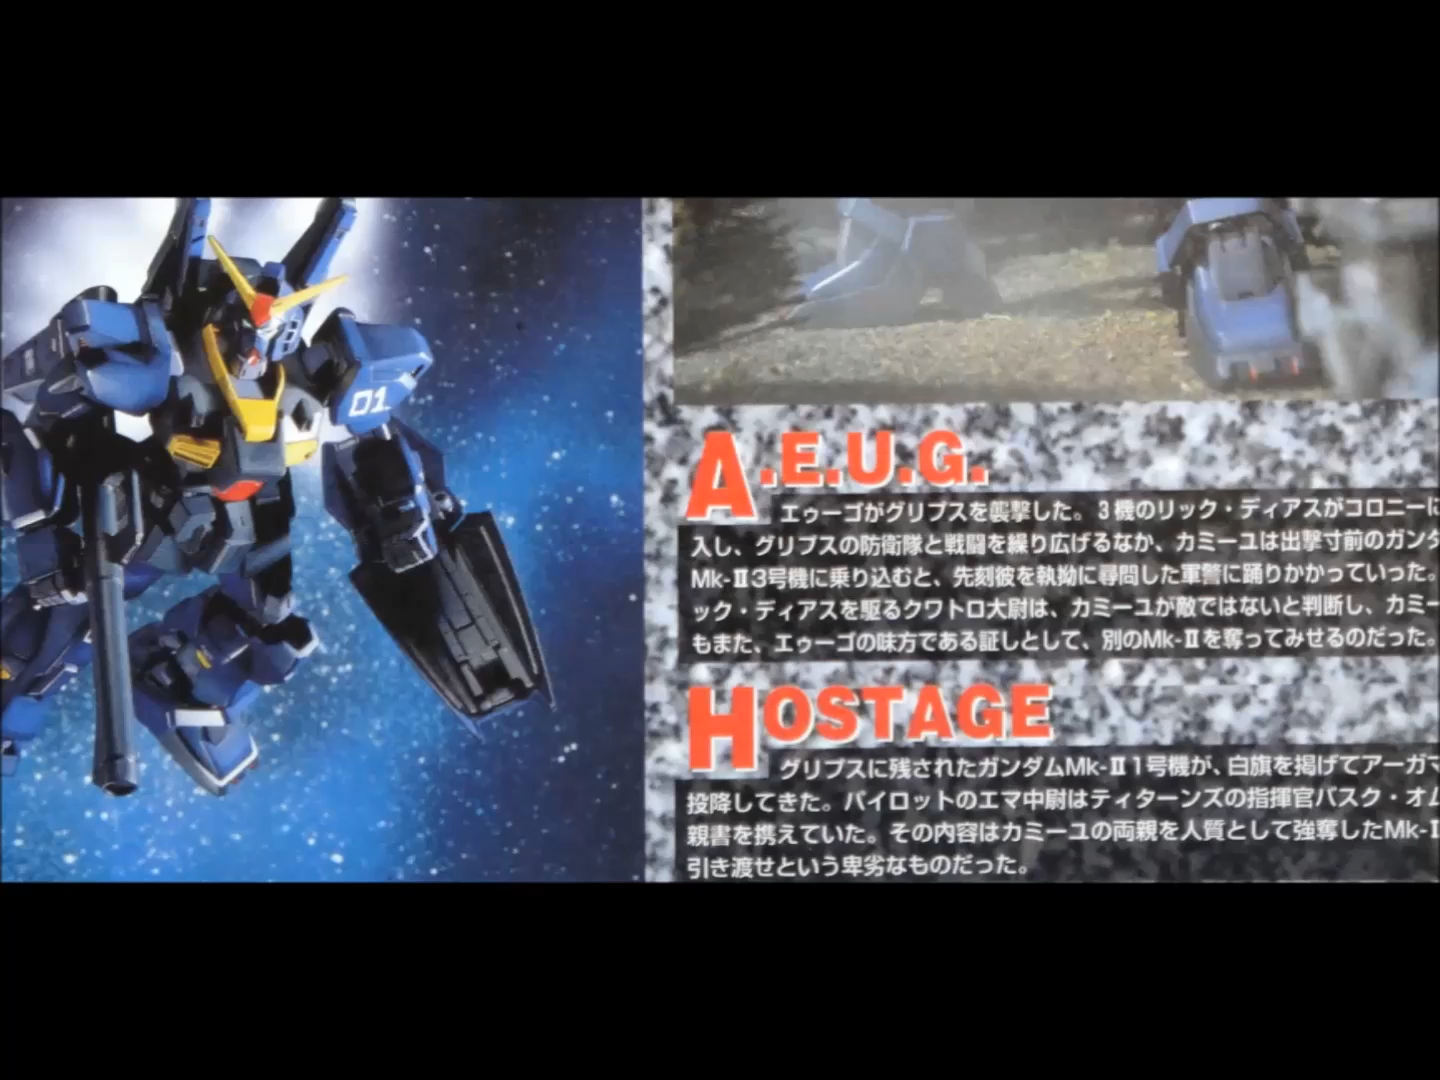 01
A.E.U.G.
エゥーゴがグリプスを襲撃した。3機のリック・ディアスがコロニーに
入し、グリプスの防衛隊と戦闘を繰り広げるなか、カミーユは出撃寸前のガンダ
Mk-Ⅱ3号機に乗り込むと、先刻彼を執拗に尋問した軍警に踊りかかっていった。
ック・ディアスを駆るクワトロ大尉は、カミーユが敵ではないと判断し、カミー
もまた、エゥーゴの味方である証しとして、別のMk-Ⅱを奪ってみせるのだった。
HOSTAGE
グリプスに残されたガンダムMk-Ⅱ1号機が、白旗を掲げてアーガマ
投降してきた。パイロットのエマ中尉はティターンズの指揮官バスク・オム
親書を携えていた。その内容はカミーユの両親を人質として強奪したMk-Ⅱ
引き渡せという卑劣なものだった。